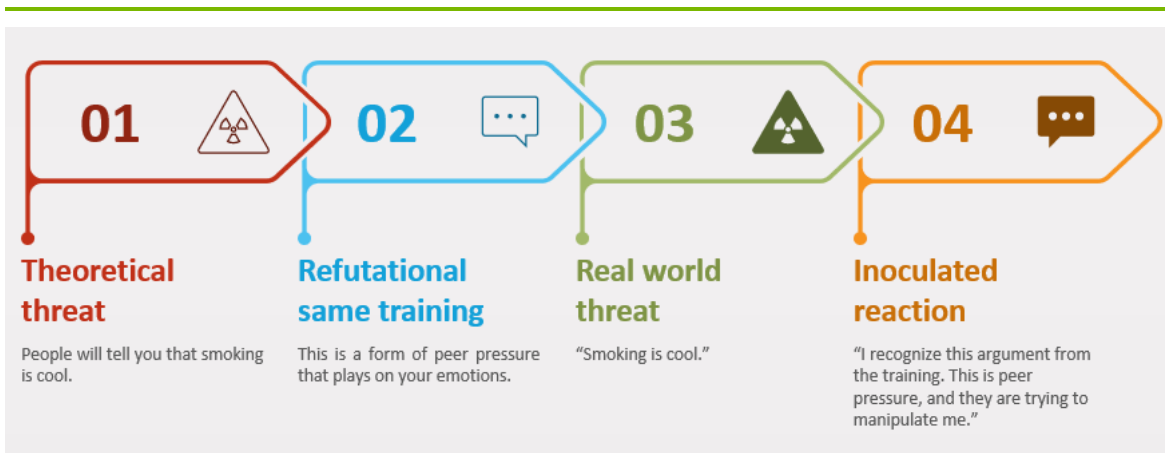 01
02
03
04
Theoretical
threat
People will tell you that smoking
is cool.
Refutational
same training
This is a form of peer pressure
that plays on your emotions.
Real world
threat
“Smoking is cool.”
Inoculated
reaction
“I recognize this argument from
the training. This is peer
pressure, and they are trying to
manipulate me.”